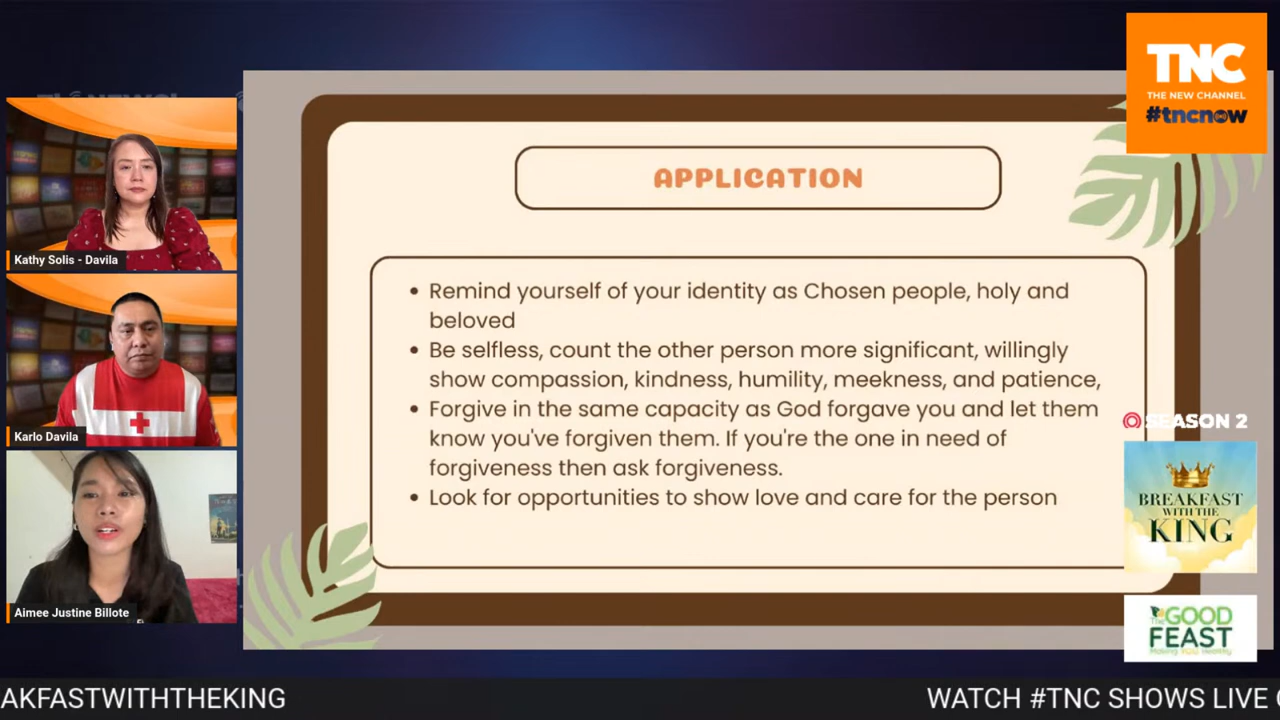 TNC
THE NEW CHANNEL
#tncnow
APPLICATION
Kathy Solis - Davila
Karlo Davila
Aimee Justine Billote
• Remind yourself of your identity as Chosen people, holy and
beloved
• Be selfless, count the other person more significant, willingly
show compassion, kindness, humility, meekness, and patience,
• Forgive in the same capacity as God forgave you and let them
know you've forgiven them. If you're the one in need of
forgiveness then ask forgiveness.
• Look for opportunities to show love and care for the person
SEASON 2
BREAKFAST
WITH THE
KING
The GOOD
FEAST
Making YOU Healthy
AKFASTWITHTHEKING
WATCH #TNC SHOWS LIVE